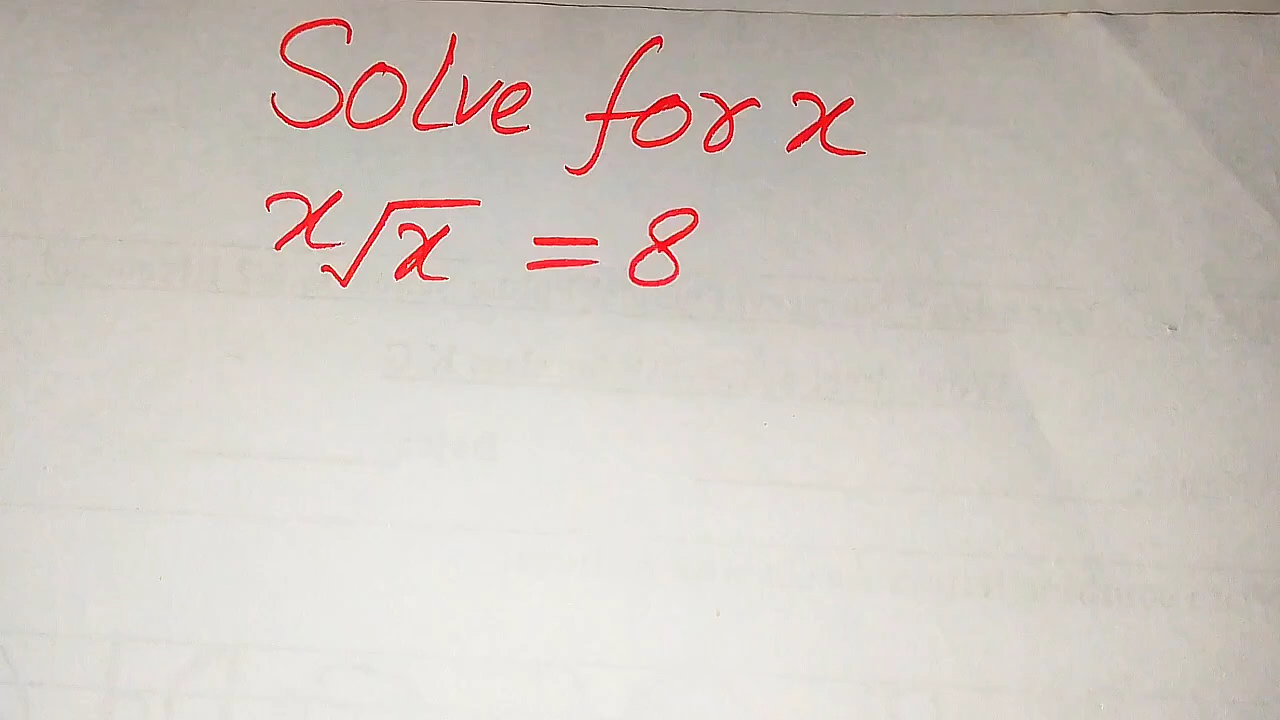 Solve for x
ˣ√x = 8